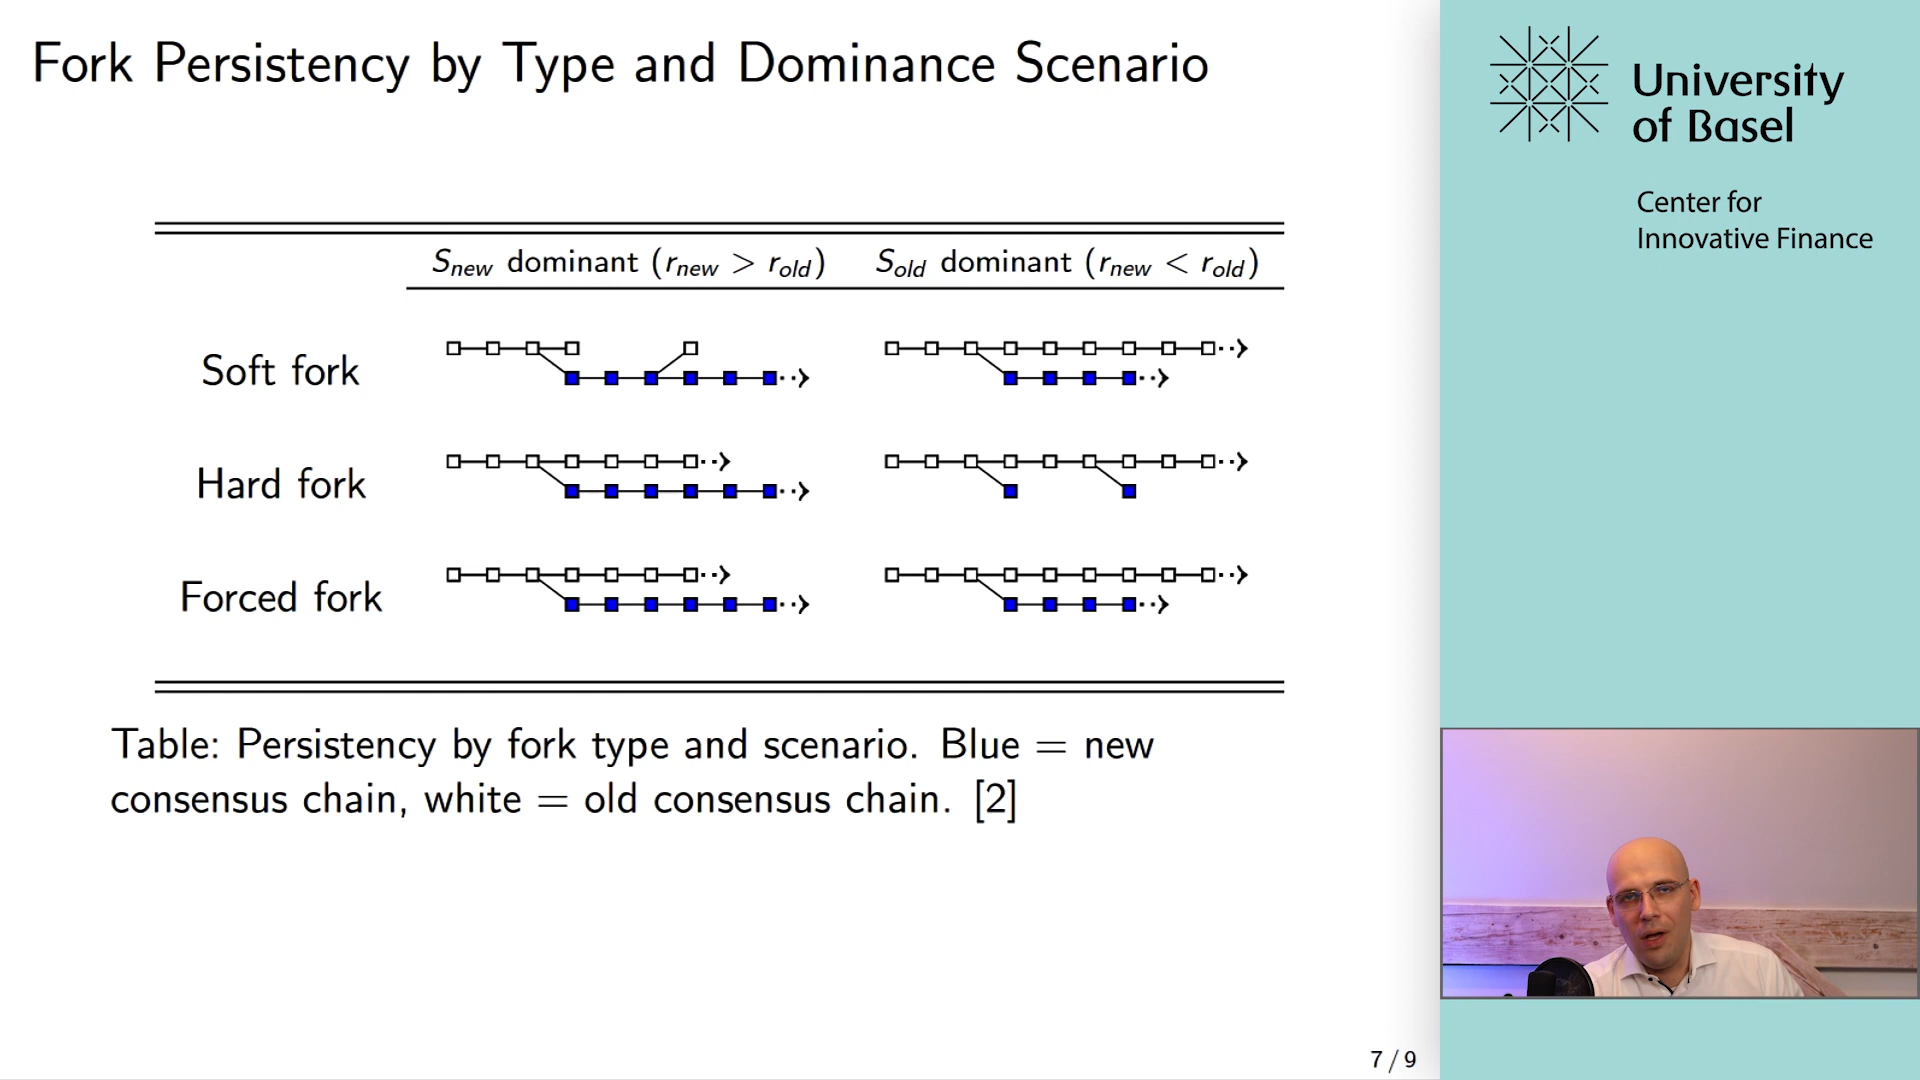 Fork Persistency by Type and Dominance Scenario
S_new dominant (r_new > r_old) S_old dominant (r_new < r_old)
Soft fork
Hard fork
Forced fork
Table: Persistency by fork type and scenario. Blue = new
consensus chain, white = old consensus chain. [2]
7 / 9
University
of Basel
Center for
Innovative Finance